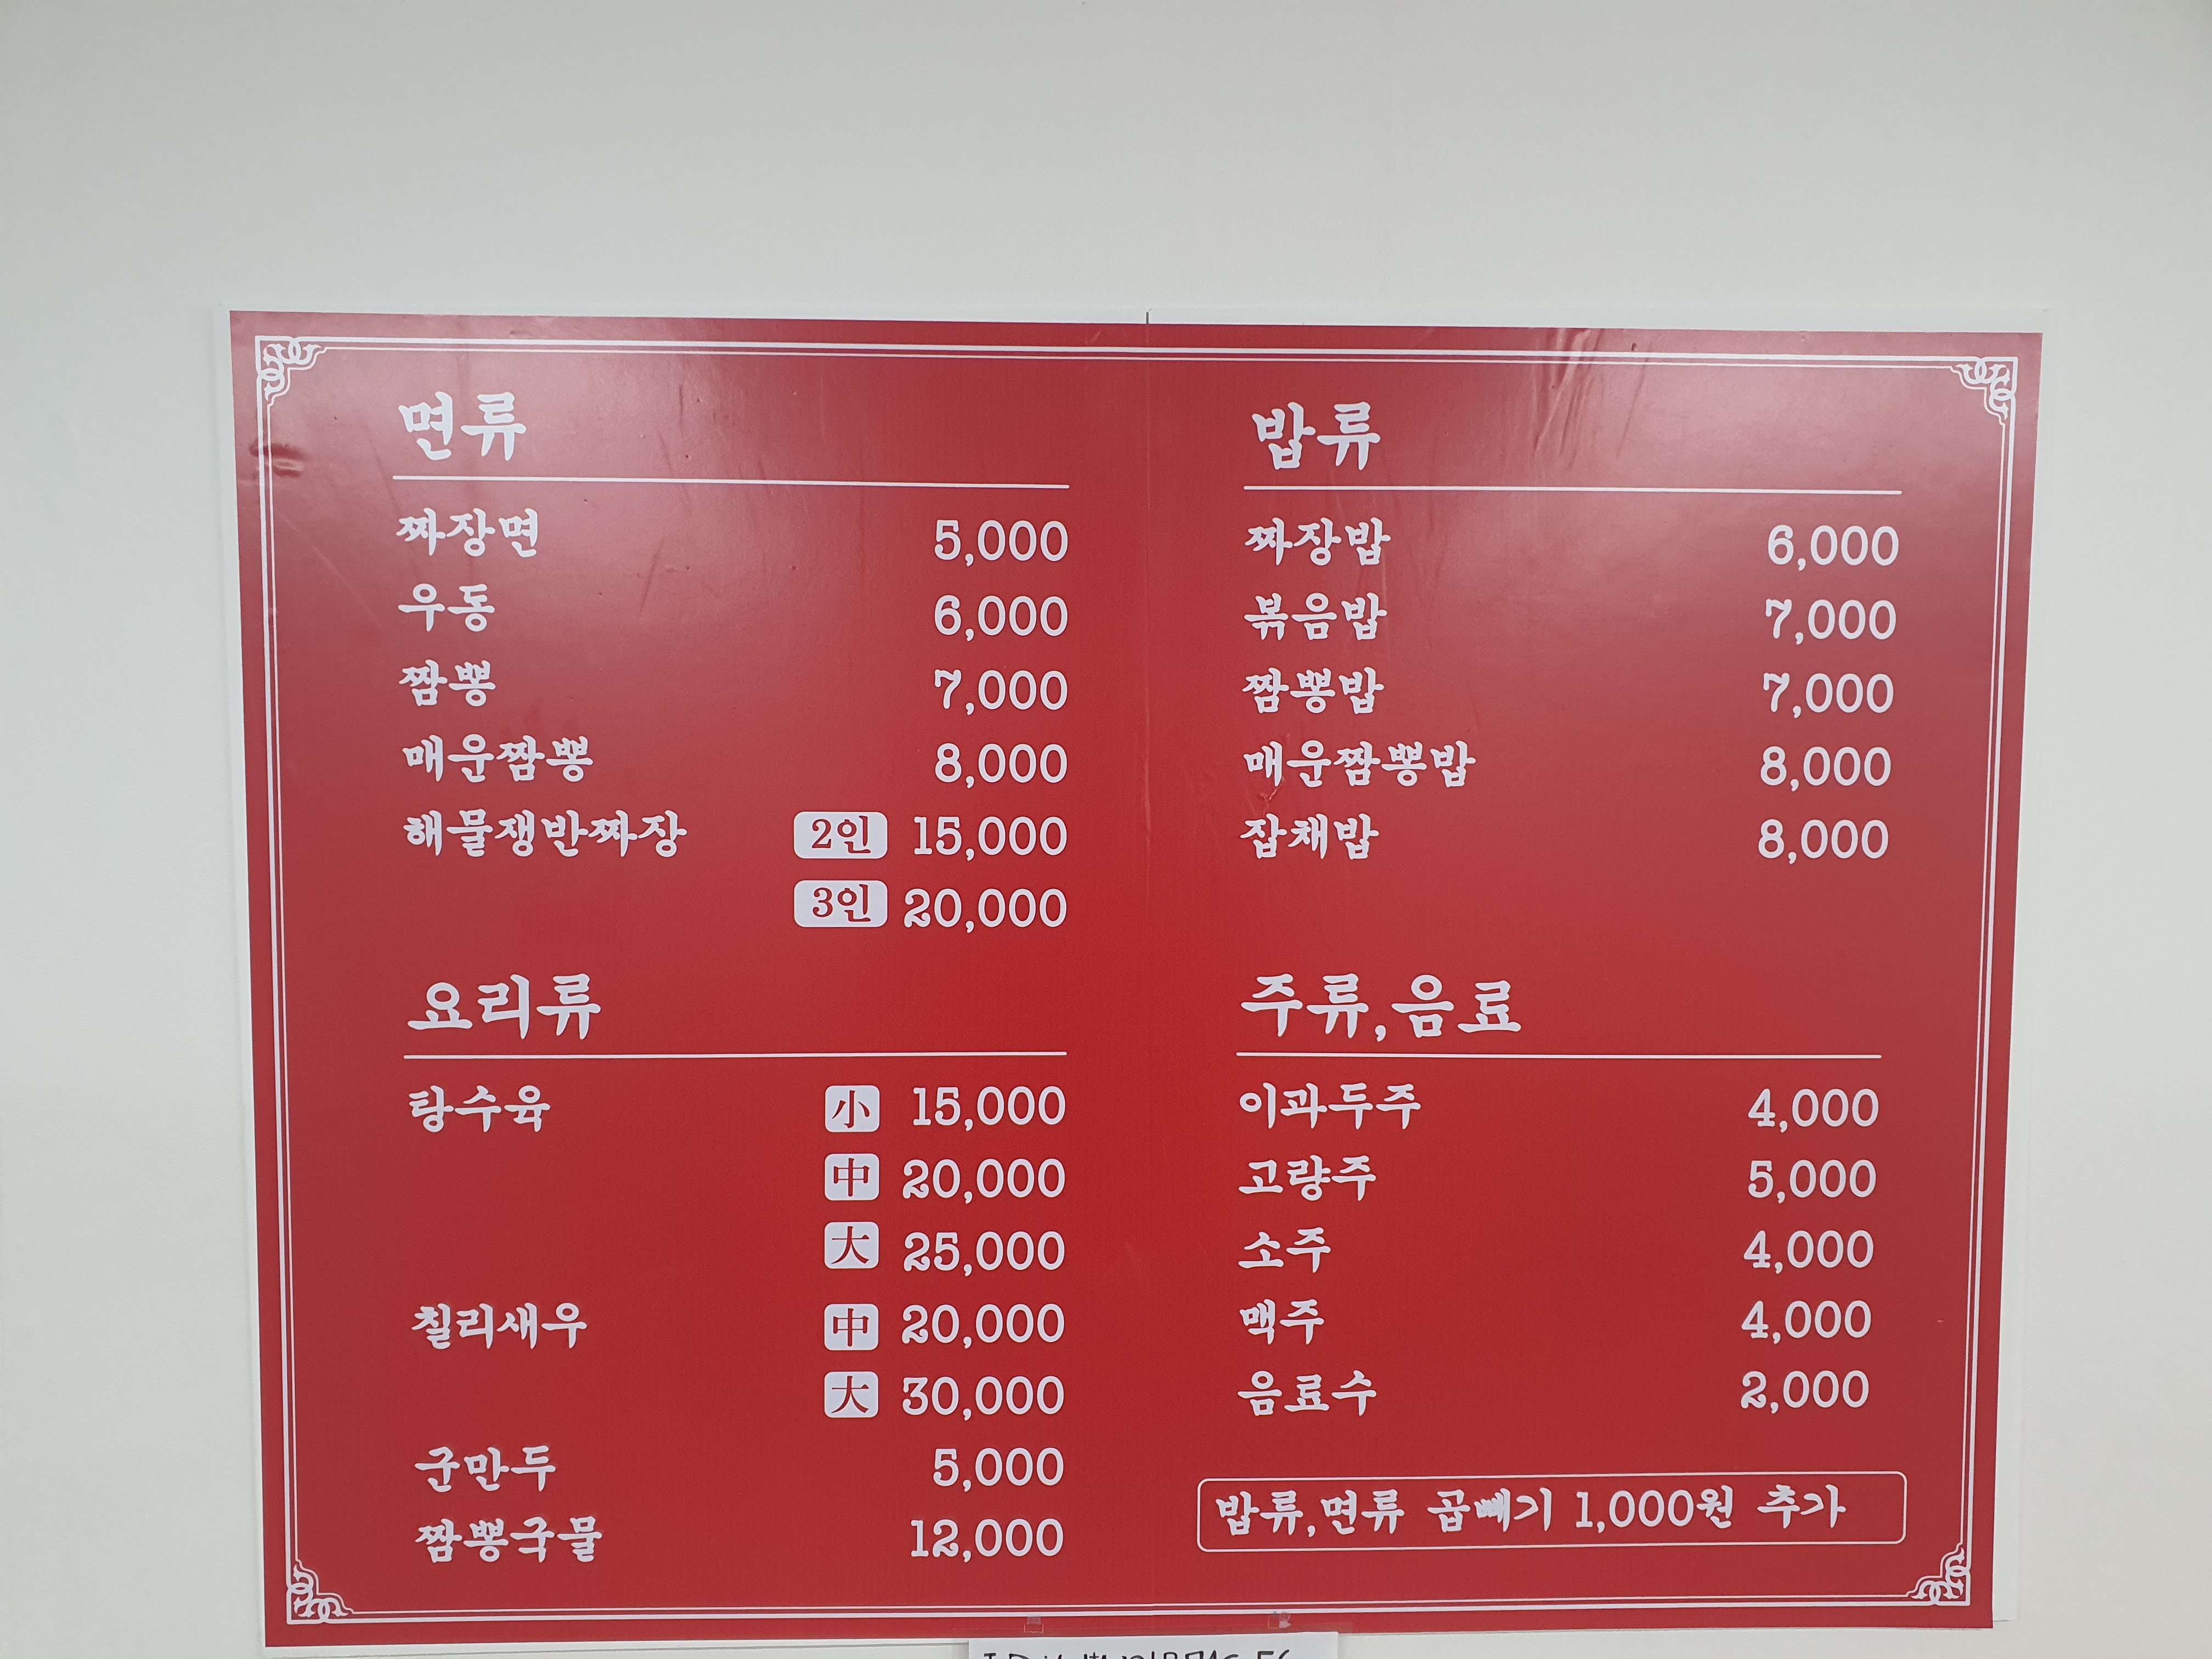 면류
짜장면 5,000
우동 6,000
짬뽕 7,000
매운짬뽕 8,000
해물쟁반짜장 2인 15,000
3인 20,000
밥류
짜장밥 6,000
볶음밥 7,000
짬뽕밥 7,000
매운짬뽕밥 8,000
잡채밥 8,000
요리류
탕수육 小 15,000
中 20,000
大 25,000
칠리새우 中 20,000
大 30,000
군만두 5,000
짬뽕국물 12,000
주류,음료
이과두주 4,000
고량주 5,000
소주 4,000
맥주 4,000
음료수 2,000
밥류,면류 곱빼기 1,000원 추가